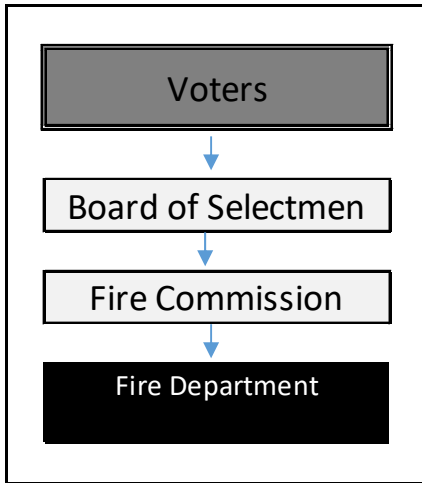 Voters
Board of Selectmen
Fire Commission
Fire Department